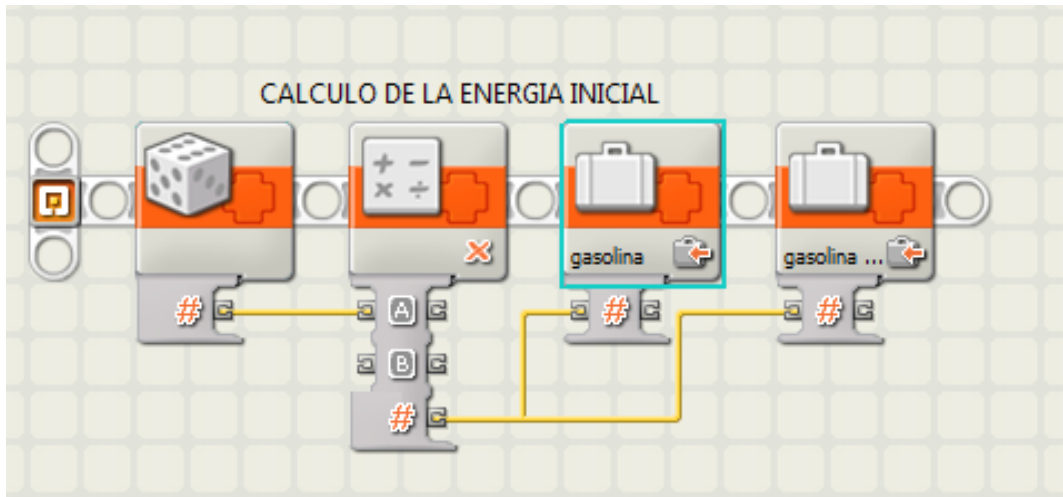 CALCULO DE LA ENERGIA INICIAL
gasolina
gasolina ...
#
A
#
#
B
#